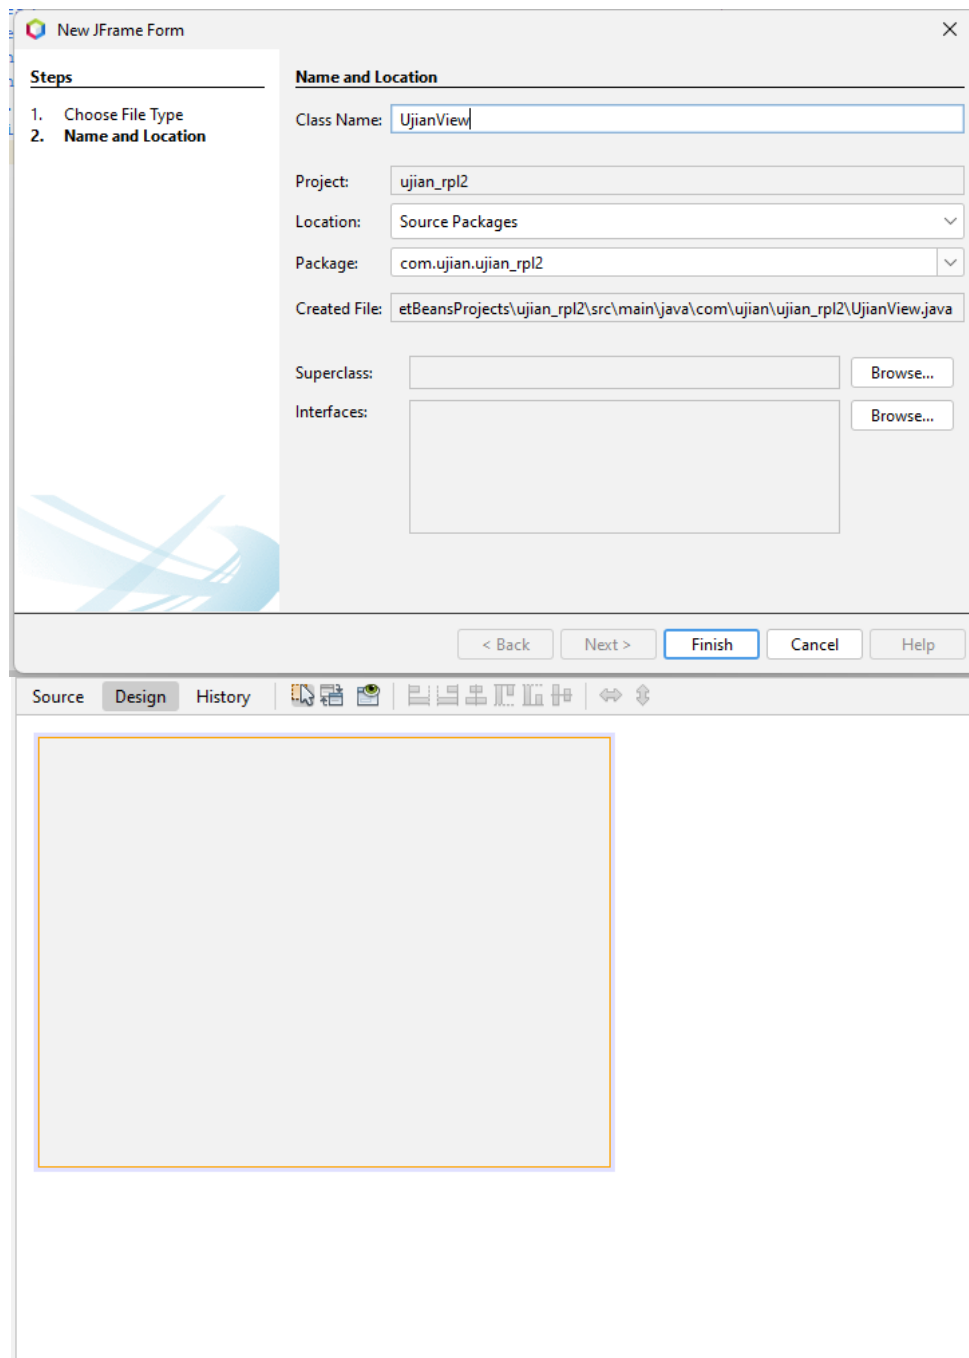 New JFrame Form
Steps
1. Choose File Type
2. Name and Location
Name and Location
Class Name: UjianView
Project: ujian_rpl2
Location: Source Packages
Package: com.ujian.ujian_rpl2
Created File: etBeansProjects\ujian_rpl2\src\main\java\com\ujian\ujian_rpl2\UjianView.java
Superclass: Browse...
Interfaces: Browse...
< Back Next > Finish Cancel Help
Source Design History